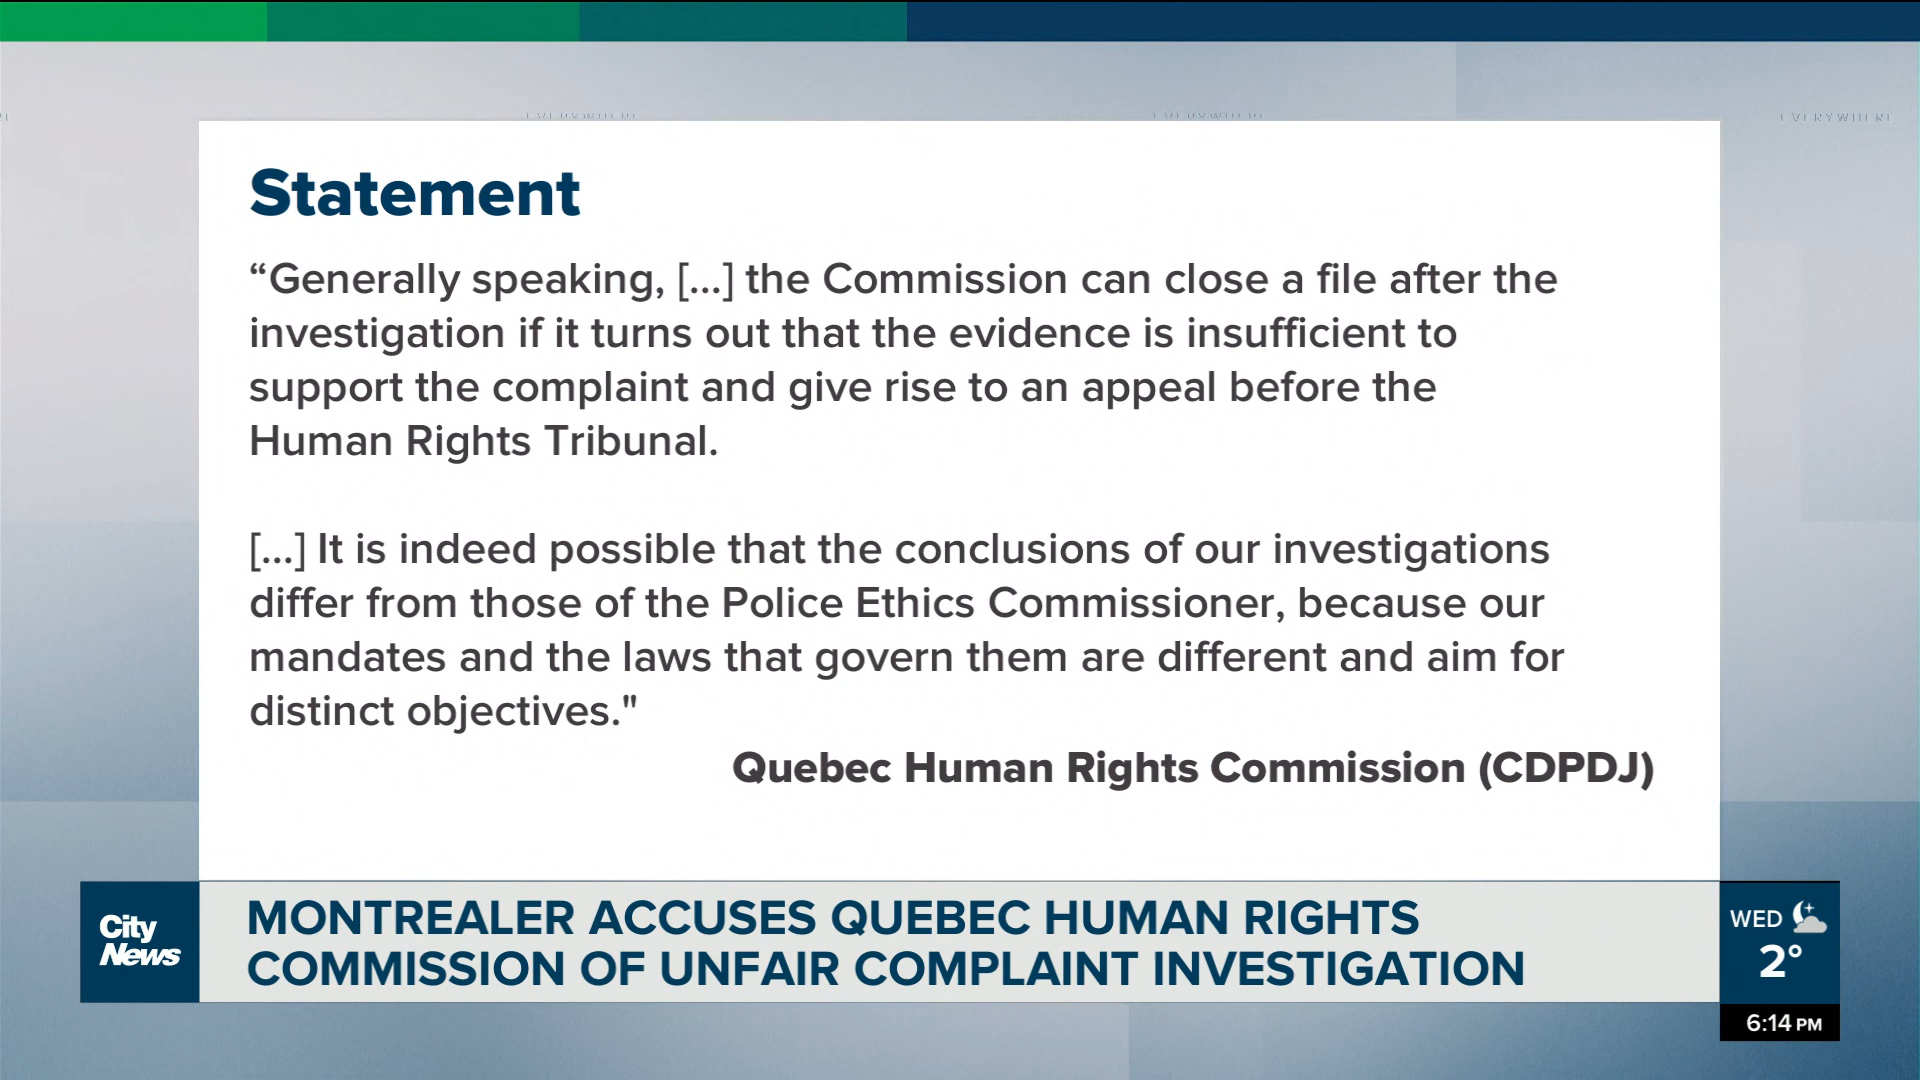 EVERYWHERE
Statement
“Generally speaking, [...] the Commission can close a file after the
investigation if it turns out that the evidence is insufficient to
support the complaint and give rise to an appeal before the
Human Rights Tribunal.
[...] It is indeed possible that the conclusions of our investigations
differ from those of the Police Ethics Commissioner, because our
mandates and the laws that govern them are different and aim for
distinct objectives."
Quebec Human Rights Commission (CDPDJ)
City
News
MONTREALER ACCUSES QUEBEC HUMAN RIGHTS
COMMISSION OF UNFAIR COMPLAINT INVESTIGATION
WED
2°
6:14 PM